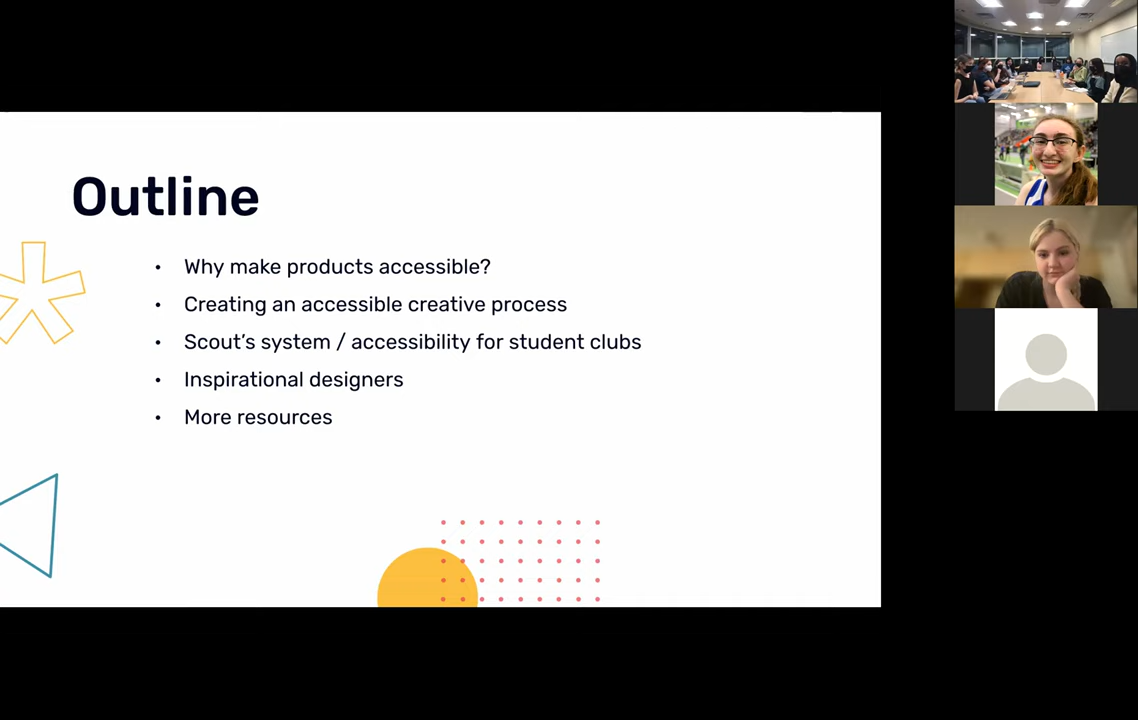 Outline
• Why make products accessible?
• Creating an accessible creative process
• Scout's system / accessibility for student clubs
• Inspirational designers
• More resources